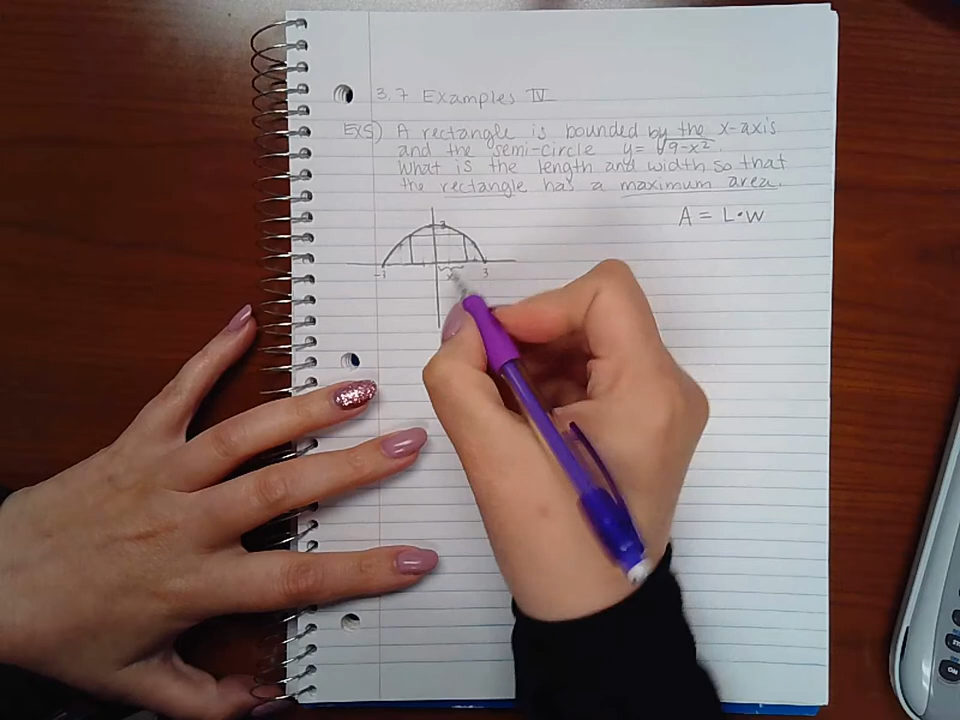 3.7 Examples IV
EX5) A rectangle is bounded by the x-axis
and the semi-circle y= √9-x².
What is the length and width so that
the rectangle has a maximum area.
A = L•W
3
-3 x 3